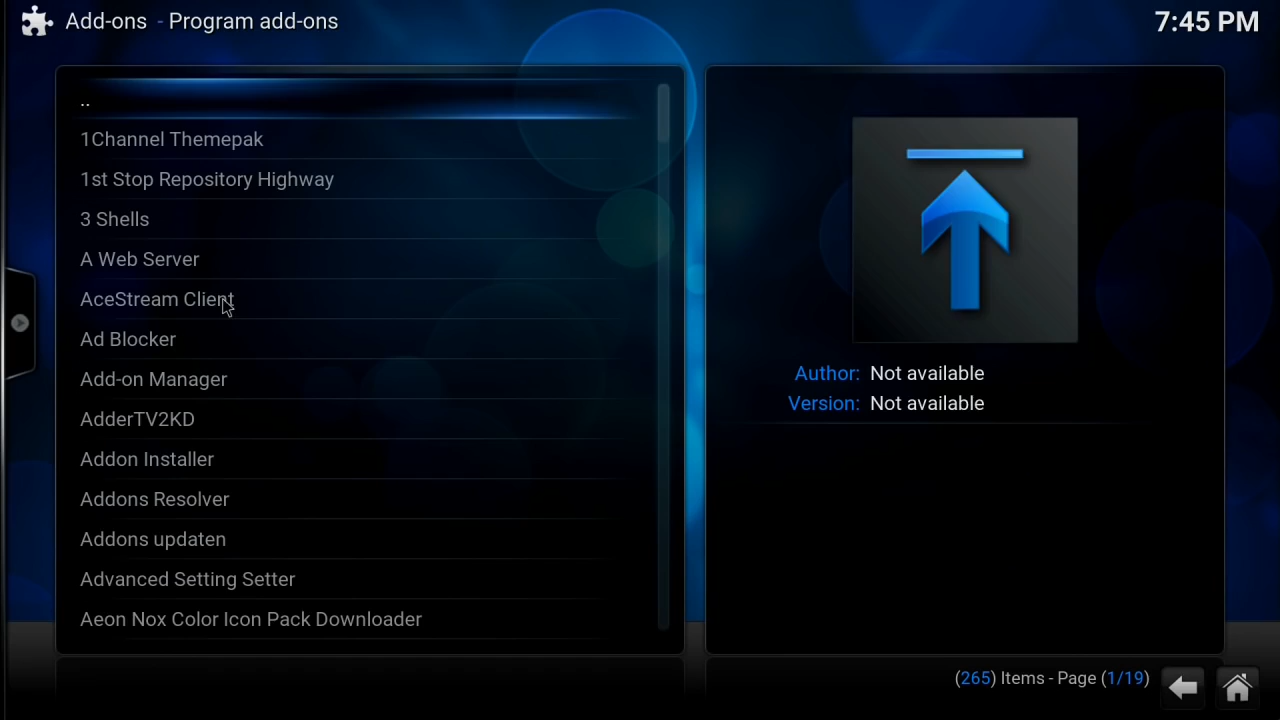 Add-ons - Program add-ons
7:45 PM
..
1Channel Themepak
1st Stop Repository Highway
3 Shells
A Web Server
AceStream Client
Ad Blocker
Add-on Manager
AdderTV2KD
Addon Installer
Addons Resolver
Addons updaten
Advanced Setting Setter
Aeon Nox Color Icon Pack Downloader
Author: Not available
Version: Not available
(265) Items - Page (1/19)